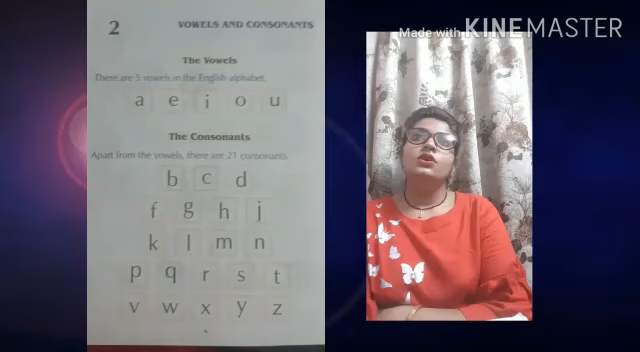 Made with KINEMASTER
2
VOWELS AND CONSONANTS
The Vowels
There are 5 vowels in the English alphabet.
a e i o u
The Consonants
Apart from the vowels, there are 21 consonants
b c d
f g h j
k l m n
p q r s t
v w x y z